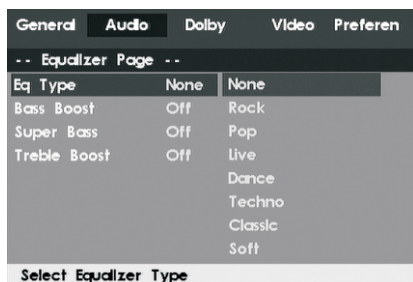 General Audio Dolby Video Preferen
-- Equalizer Page --
Eq Type None None
Bass Boost Off Rock
Super Bass Off Pop
Treble Boost Off Live
Dance
Techno
Classic
Soft
Select Equalizer Type